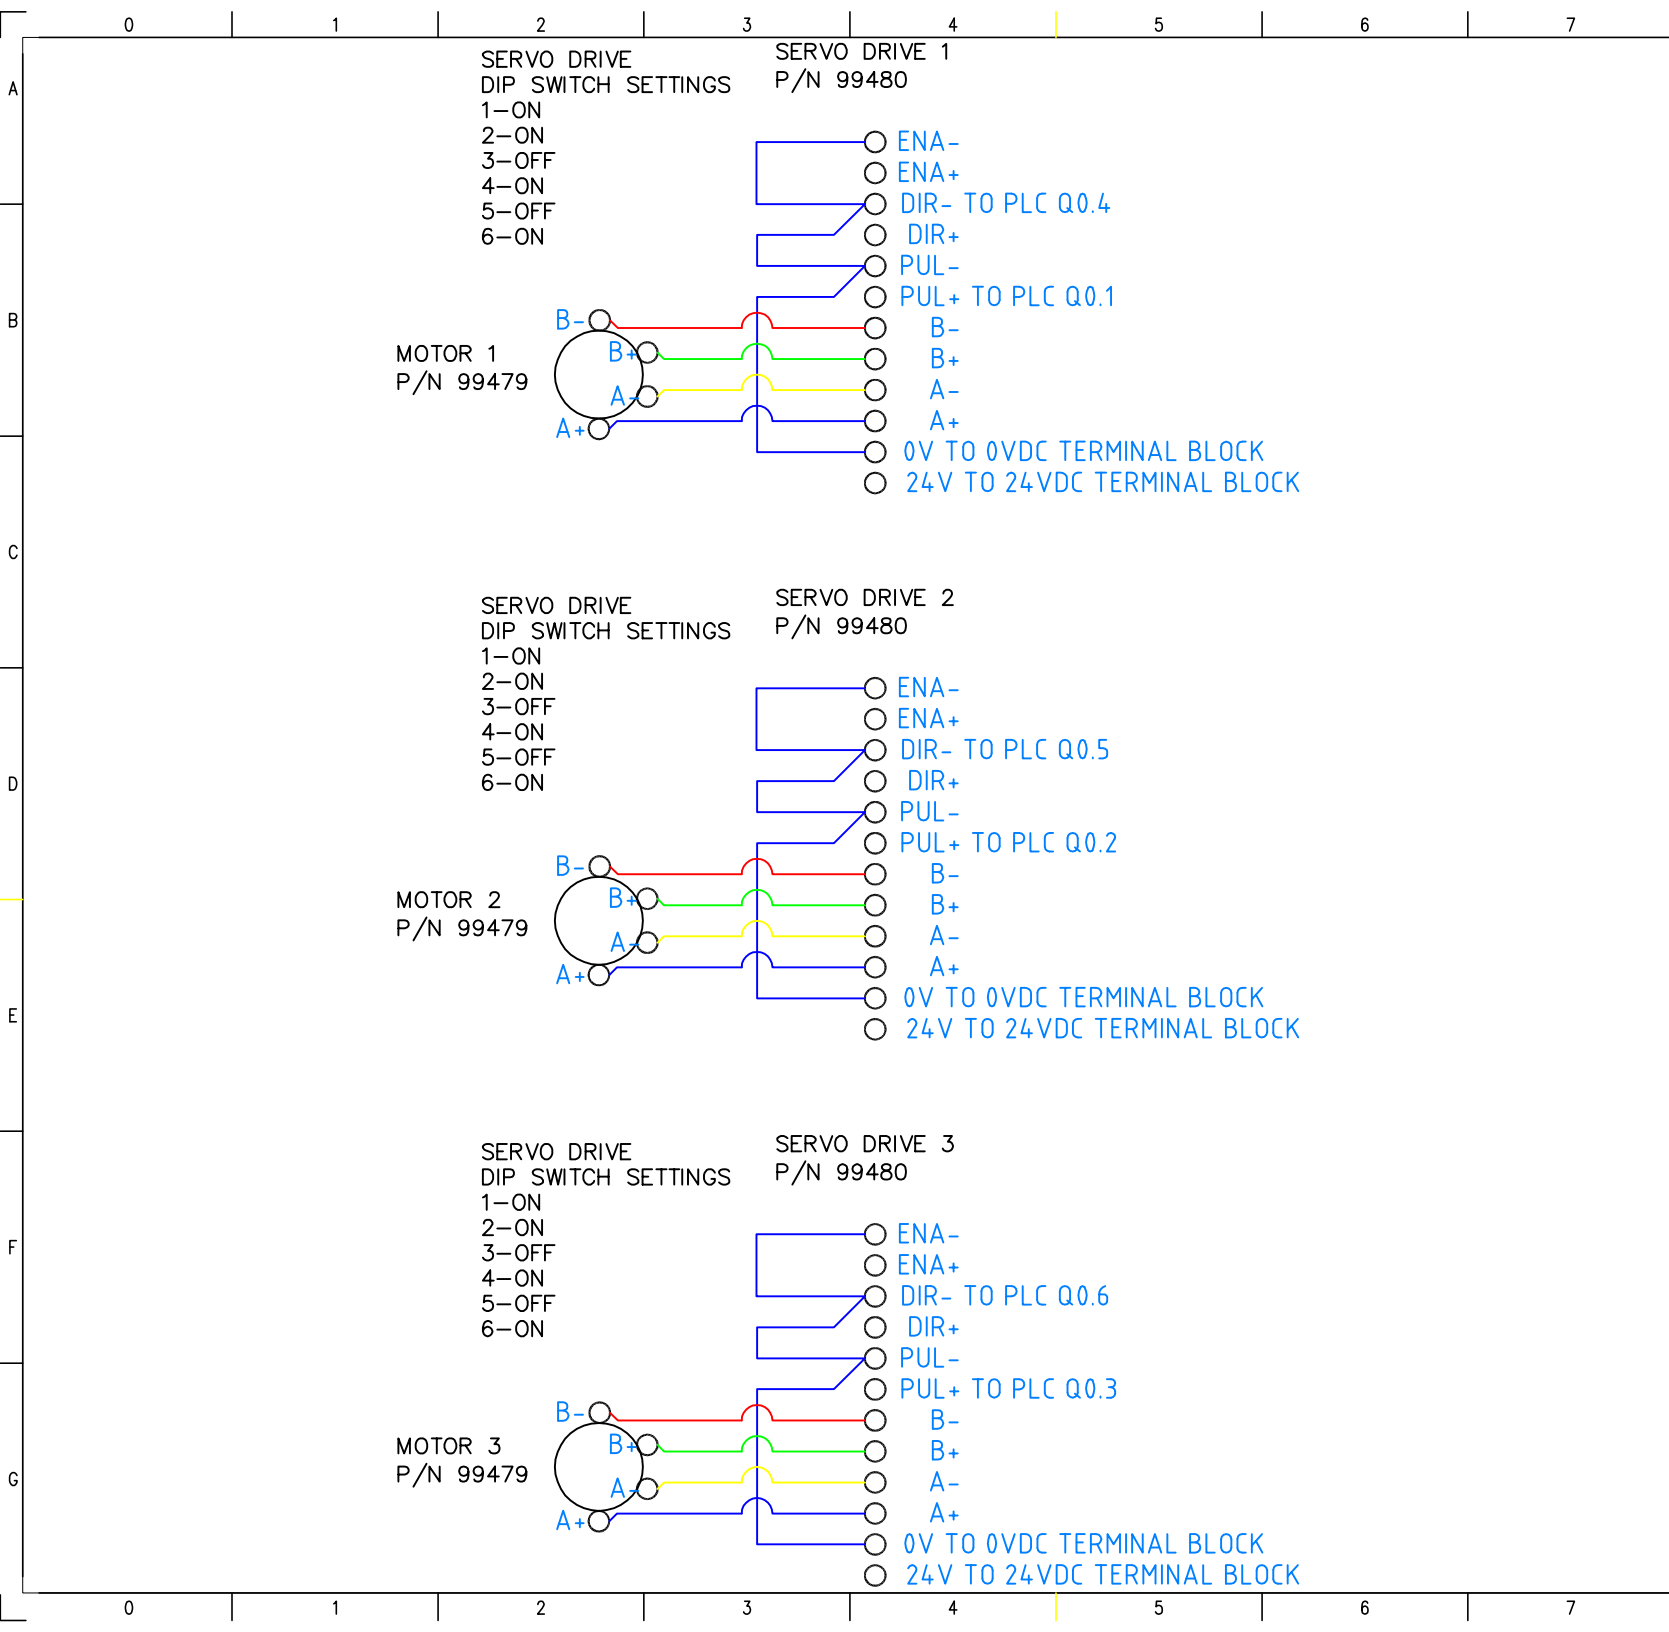 0 1 2 3 4 5 6 7
A
SERVO DRIVE
DIP SWITCH SETTINGS
1-ON
2-ON
3-OFF
4-ON
5-OFF
6-ON
SERVO DRIVE 1
P/N 99480
ENA-
ENA+
DIR- TO PLC Q0.4
DIR+
PUL-
PUL+ TO PLC Q0.1
B-
B+
A-
A+
0V TO 0VDC TERMINAL BLOCK
24V TO 24VDC TERMINAL BLOCK
B
MOTOR 1
P/N 99479
B-
B+
A-
A+
C
SERVO DRIVE
DIP SWITCH SETTINGS
1-ON
2-ON
3-OFF
4-ON
5-OFF
6-ON
SERVO DRIVE 2
P/N 99480
ENA-
ENA+
DIR- TO PLC Q0.5
DIR+
PUL-
PUL+ TO PLC Q0.2
B-
B+
A-
A+
0V TO 0VDC TERMINAL BLOCK
24V TO 24VDC TERMINAL BLOCK
D
MOTOR 2
P/N 99479
B-
B+
A-
A+
E
SERVO DRIVE
DIP SWITCH SETTINGS
1-ON
2-ON
3-OFF
4-ON
5-OFF
6-ON
SERVO DRIVE 3
P/N 99480
ENA-
ENA+
DIR- TO PLC Q0.6
DIR+
PUL-
PUL+ TO PLC Q0.3
B-
B+
A-
A+
0V TO 0VDC TERMINAL BLOCK
24V TO 24VDC TERMINAL BLOCK
F
MOTOR 3
P/N 99479
B-
B+
A-
A+
G
0 1 2 3 4 5 6 7